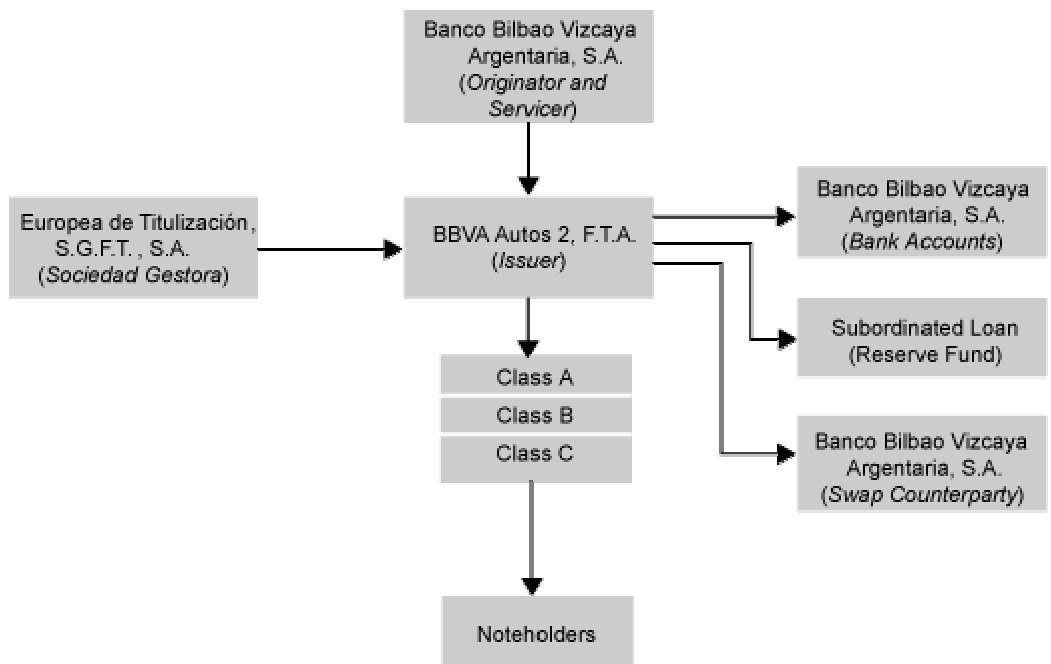 Banco Bilbao Vizcaya
Argentaria, S.A.
(Originator and
Servicer)
Europea de Titulización,
S.G.F.T. , S.A.
(Sociedad Gestora)
BBVA Autos 2, F.T.A.
(Issuer)
Banco Bilbao Vizcaya
Argentaria, S.A.
(Bank Accounts)
Subordinated Loan
(Reserve Fund)
Banco Bilbao Vizcaya
Argentaria, S.A.
(Swap Counterparty)
Class A
Class B
Class C
Noteholders